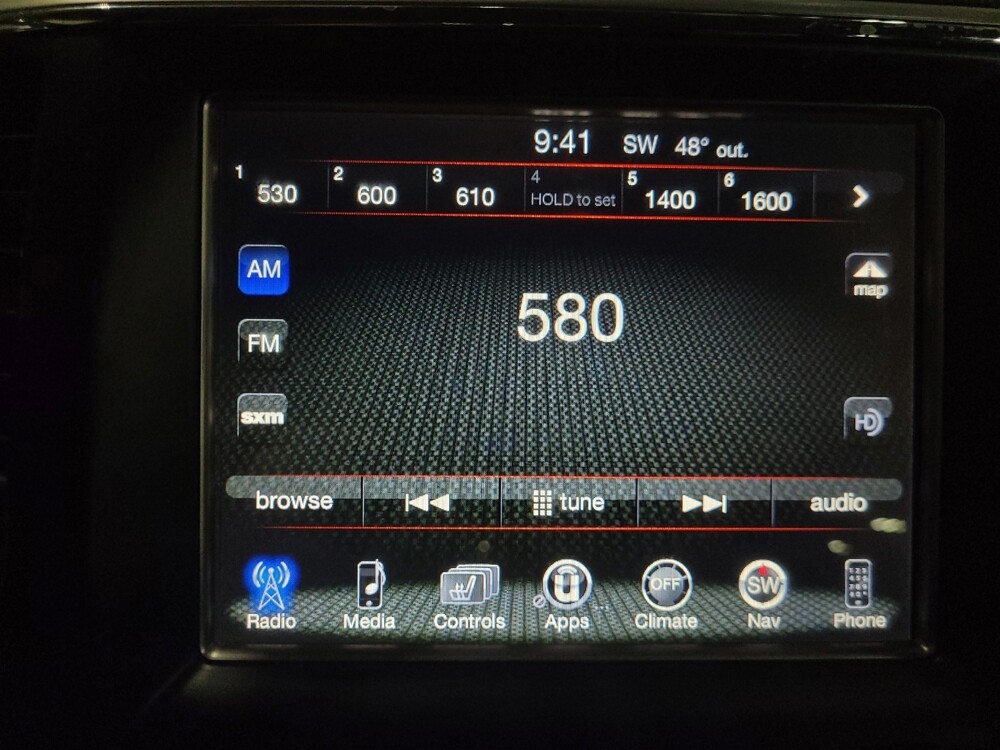 9:41 SW 48° out.
1 530 2 600 3 610 4 HOLD to set 5 1400 6 1600
AM
map
580
FM
sxm
HD
browse tune audio
OFF SW
Radio Media Controls Apps Climate Nav Phone